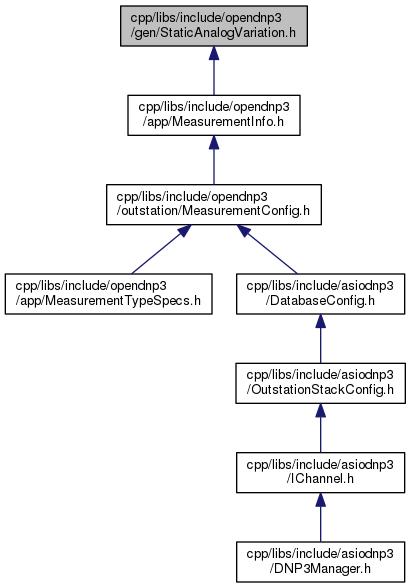 cpp/libs/include/opendnp3
/gen/StaticAnalogVariation.h
cpp/libs/include/opendnp3
/app/MeasurementInfo.h
cpp/libs/include/opendnp3
/outstation/MeasurementConfig.h
cpp/libs/include/opendnp3
/app/MeasurementTypeSpecs.h
cpp/libs/include/asiodnp3
/DatabaseConfig.h
cpp/libs/include/asiodnp3
/OutstationStackConfig.h
cpp/libs/include/asiodnp3
/IChannel.h
cpp/libs/include/asiodnp3
/DNP3Manager.h